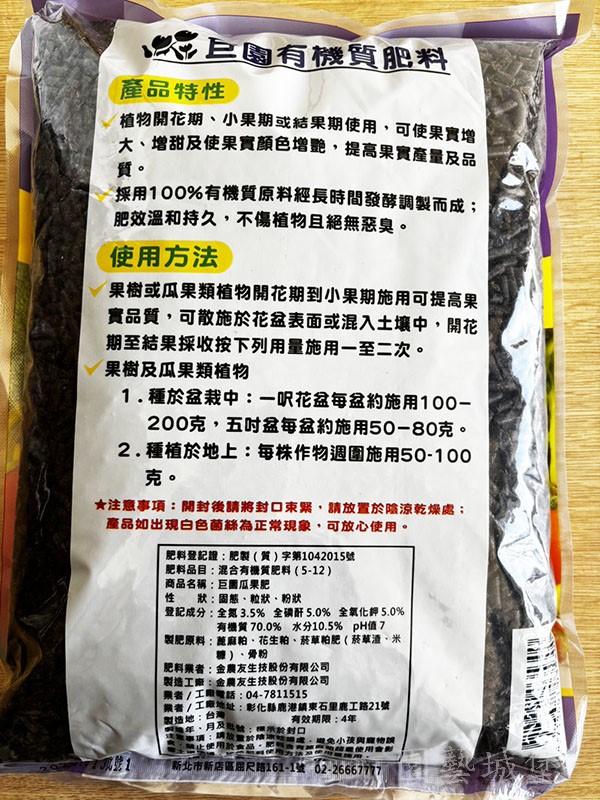 巨園有機質肥料
產品特性
植物開花期、小果期或結果期使用，可使果實增
大、增甜及使果實顏色增艷，提高果實產量及品
質。
採用100%有機質原料經長時間發酵調製而成；
肥效溫和持久，不傷植物且絕無惡臭。
使用方法
果樹或瓜果類植物開花期到小果期施用可提高果
實品質，可散施於花盆表面或混入土壤中，開花
期至結果採收按下列用量施用一至二次。
果樹及瓜果類植物
1.種於盆栽中：一呎花盆每盆約施用100-
200克，五吋盆每盆約施用50-80克。
2.種植於地上：每株作物週圍施用50-100
克。
★注意事項：開封後請將封口束緊，請放置於陰涼乾燥處；
產品如出現白色菌絲為正常現象，可放心使用。
肥料登記證：肥製（質）字第1042015號
肥料品目：混合有機質肥料（5-12）
商品名稱：巨園瓜果肥
性 狀：固態、粒狀、粉狀
登記成分：全氮3.5% 全磷酐5.0% 全氧化鉀5.0%
有機質70.0% 水分10.5% pH值7
製肥原料：蓖麻粕、花生粕、菸草粕肥（菸草渣、米
糠）、骨粉
肥料業者：金農友生技股份有限公司
製造工廠：金農友生技股份有限公司
業者/工廠電話：04-7811515
業者/工廠地址：彰化縣鹿港鎮東石里鹿工路21號
製造地：台灣 有效期限：4年
製造年、月及批號：標示於封口
新北市新店區屈尺路161-1號 02-26667777